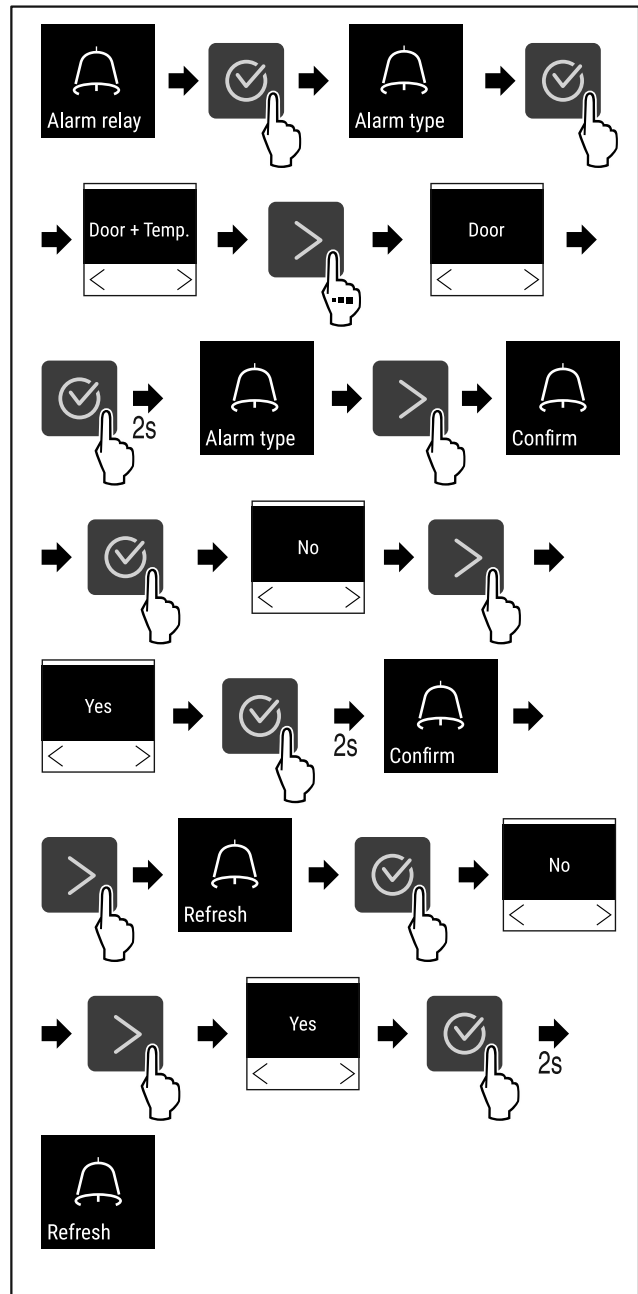 Alarm relay
Alarm type
Door + Temp.
Door
2s
Alarm type
Confirm
No
Yes
2s
Confirm
Refresh
No
Yes
2s
Refresh